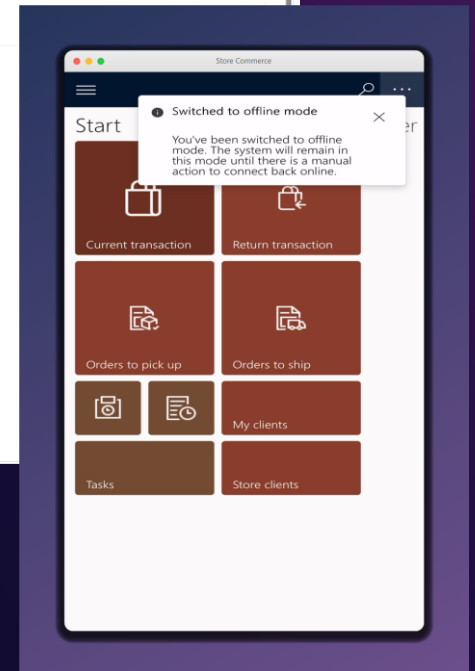 Store Commerce
Switched to offline mode
Start
er
You've been switched to offline
mode. The system will remain in
this mode until there is a manual
action to connect back online.
Current transaction
Return transaction
Orders to pick up
Orders to ship
My clients
Tasks
Store clients